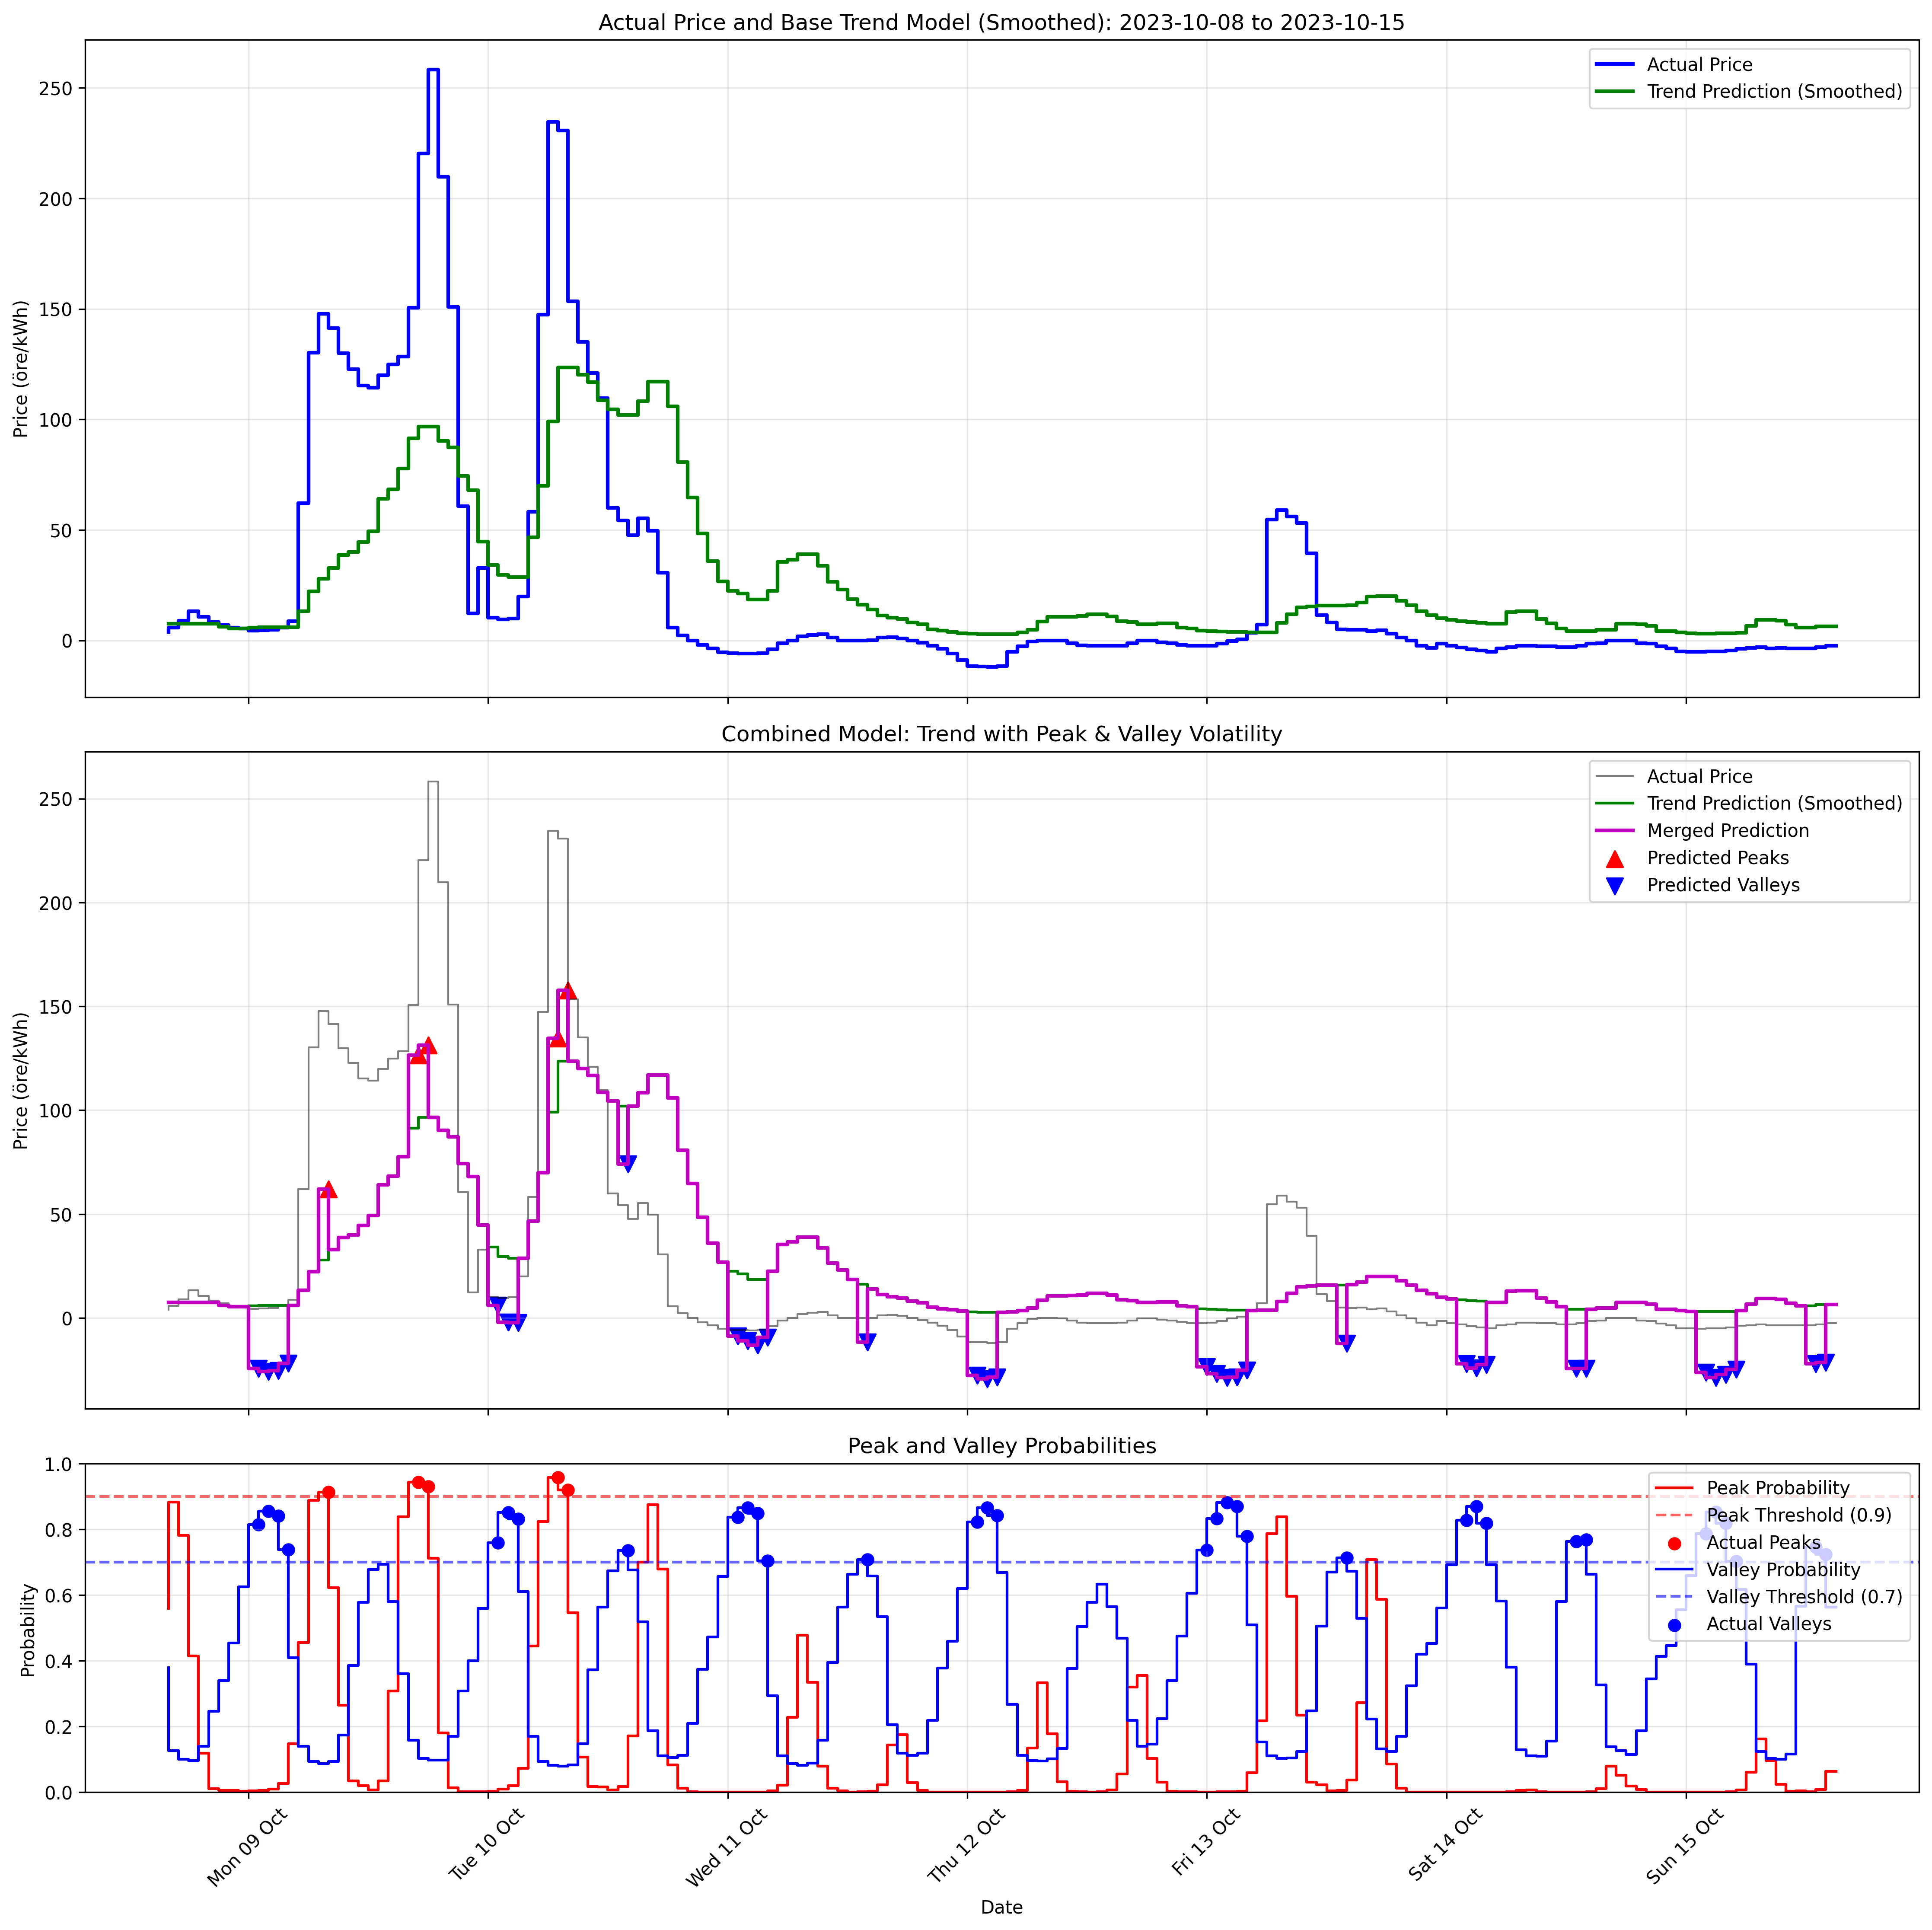 Actual Price and Base Trend Model (Smoothed): 2023-10-08 to 2023-10-15
Price (öre/kWh)
250
200
150
100
50
0
Actual Price
Trend Prediction (Smoothed)
Combined Model: Trend with Peak & Valley Volatility
Price (öre/kWh)
250
200
150
100
50
0
Actual Price
Trend Prediction (Smoothed)
Merged Prediction
Predicted Peaks
Predicted Valleys
Peak and Valley Probabilities
Probability
1.0
0.8
0.6
0.4
0.2
0.0
Peak Probability
Peak Threshold (0.9)
Actual Peaks
Valley Probability
Valley Threshold (0.7)
Actual Valleys
Mon 09 Oct
Tue 10 Oct
Wed 11 Oct
Thu 12 Oct
Fri 13 Oct
Sat 14 Oct
Sun 15 Oct
Date